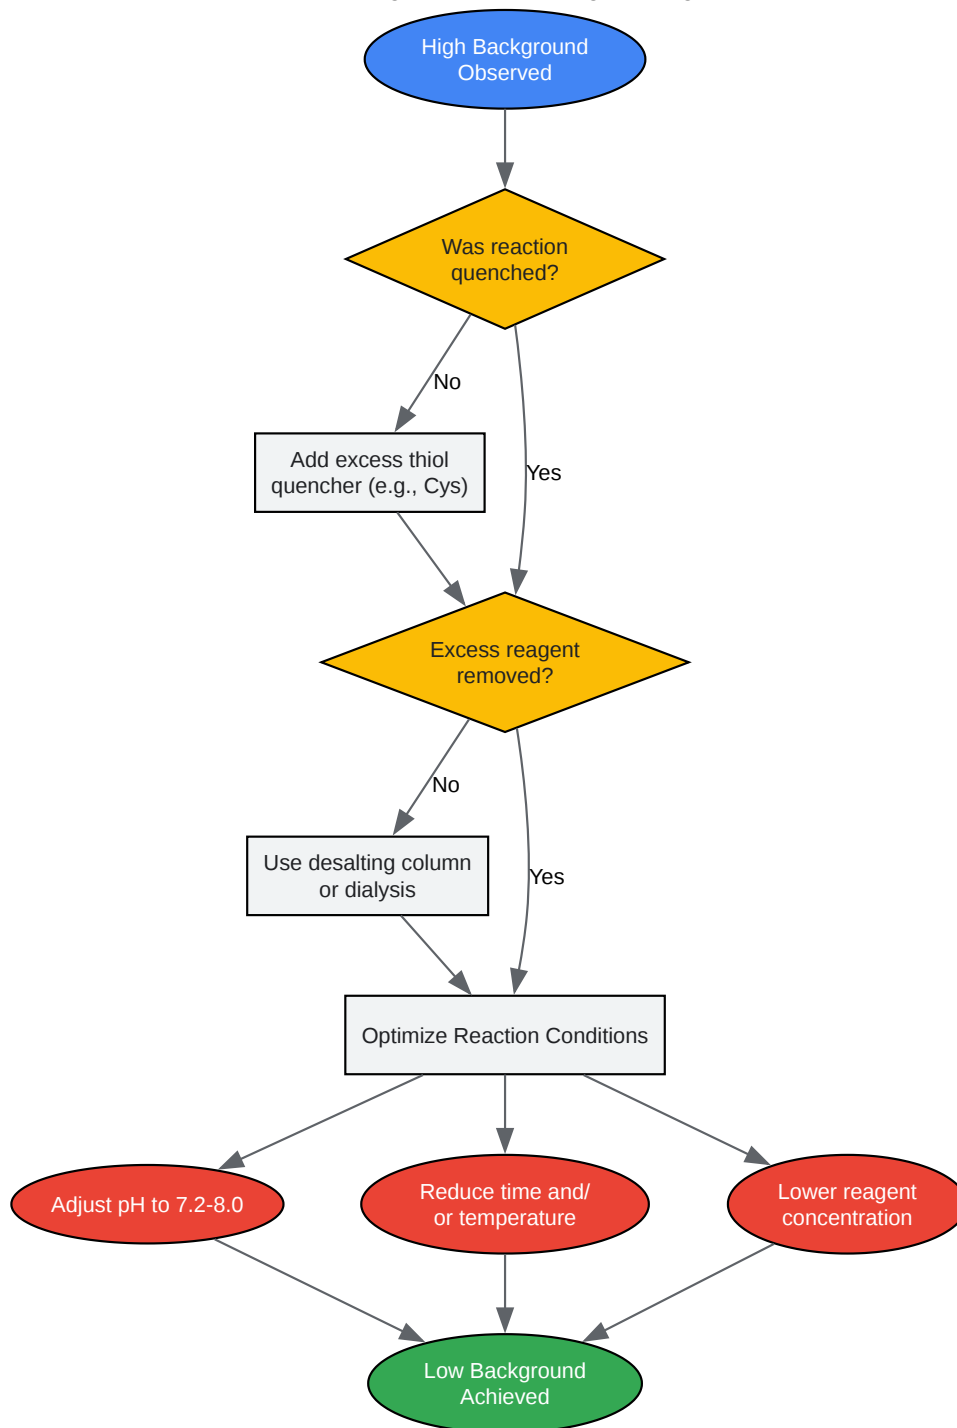 High Background
Observed
Was reaction
quenched?
No
Add excess thiol
quencher (e.g., Cys)
Yes
Excess reagent
removed?
No
Use desalting column
or dialysis
Yes
Optimize Reaction Conditions
Adjust pH to 7.2-8.0
Reduce time and/
or temperature
Lower reagent
concentration
Low Background
Achieved